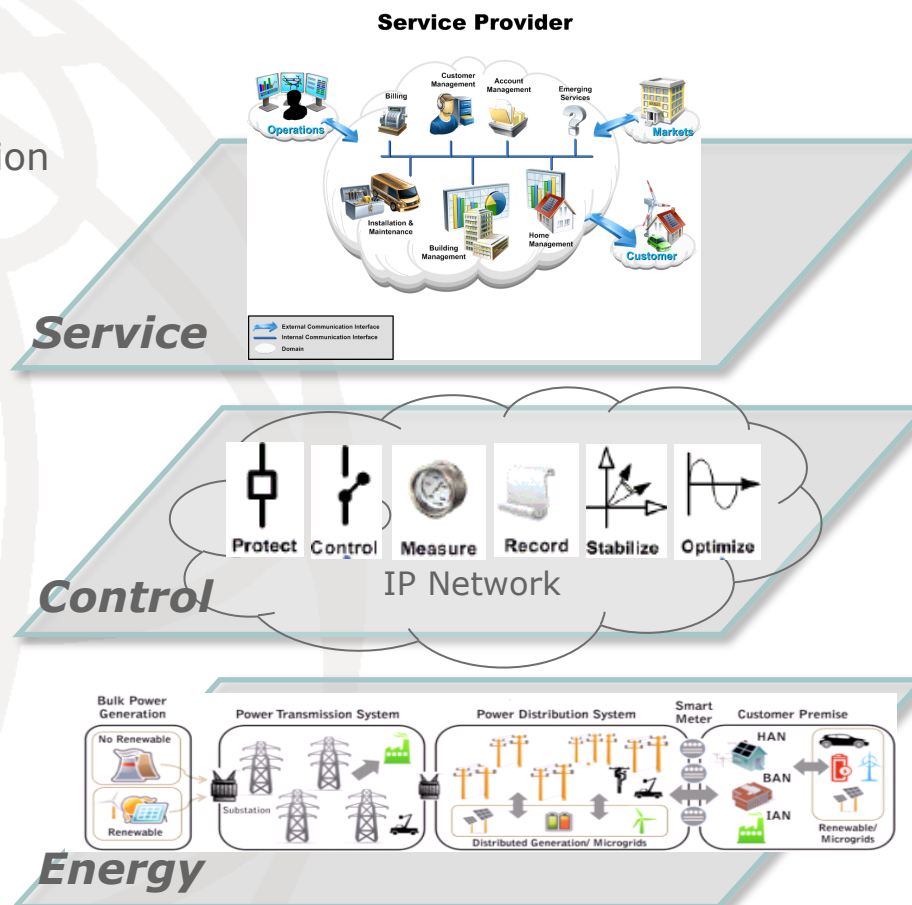 Service Provider
Billing
Customer
Management
Account
Management
Emerging
Services
Operations
Markets
ion
Installation &
Maintenance
Building
Management
Home
Management
Customer
Service
External Communication Interface
Internal Communication Interface
Domain
Protect
Control
Measure
Record
Stabilize
Optimize
IP Network
Control
Bulk Power
Generation
Power Transmission System
Power Distribution System
Smart
Meter
Customer Premise
No Renewable
HAN
Substation
BAN
IAN
Renewable
Distributed Generation/ Microgrids
Renewable/
Microgrids
Energy